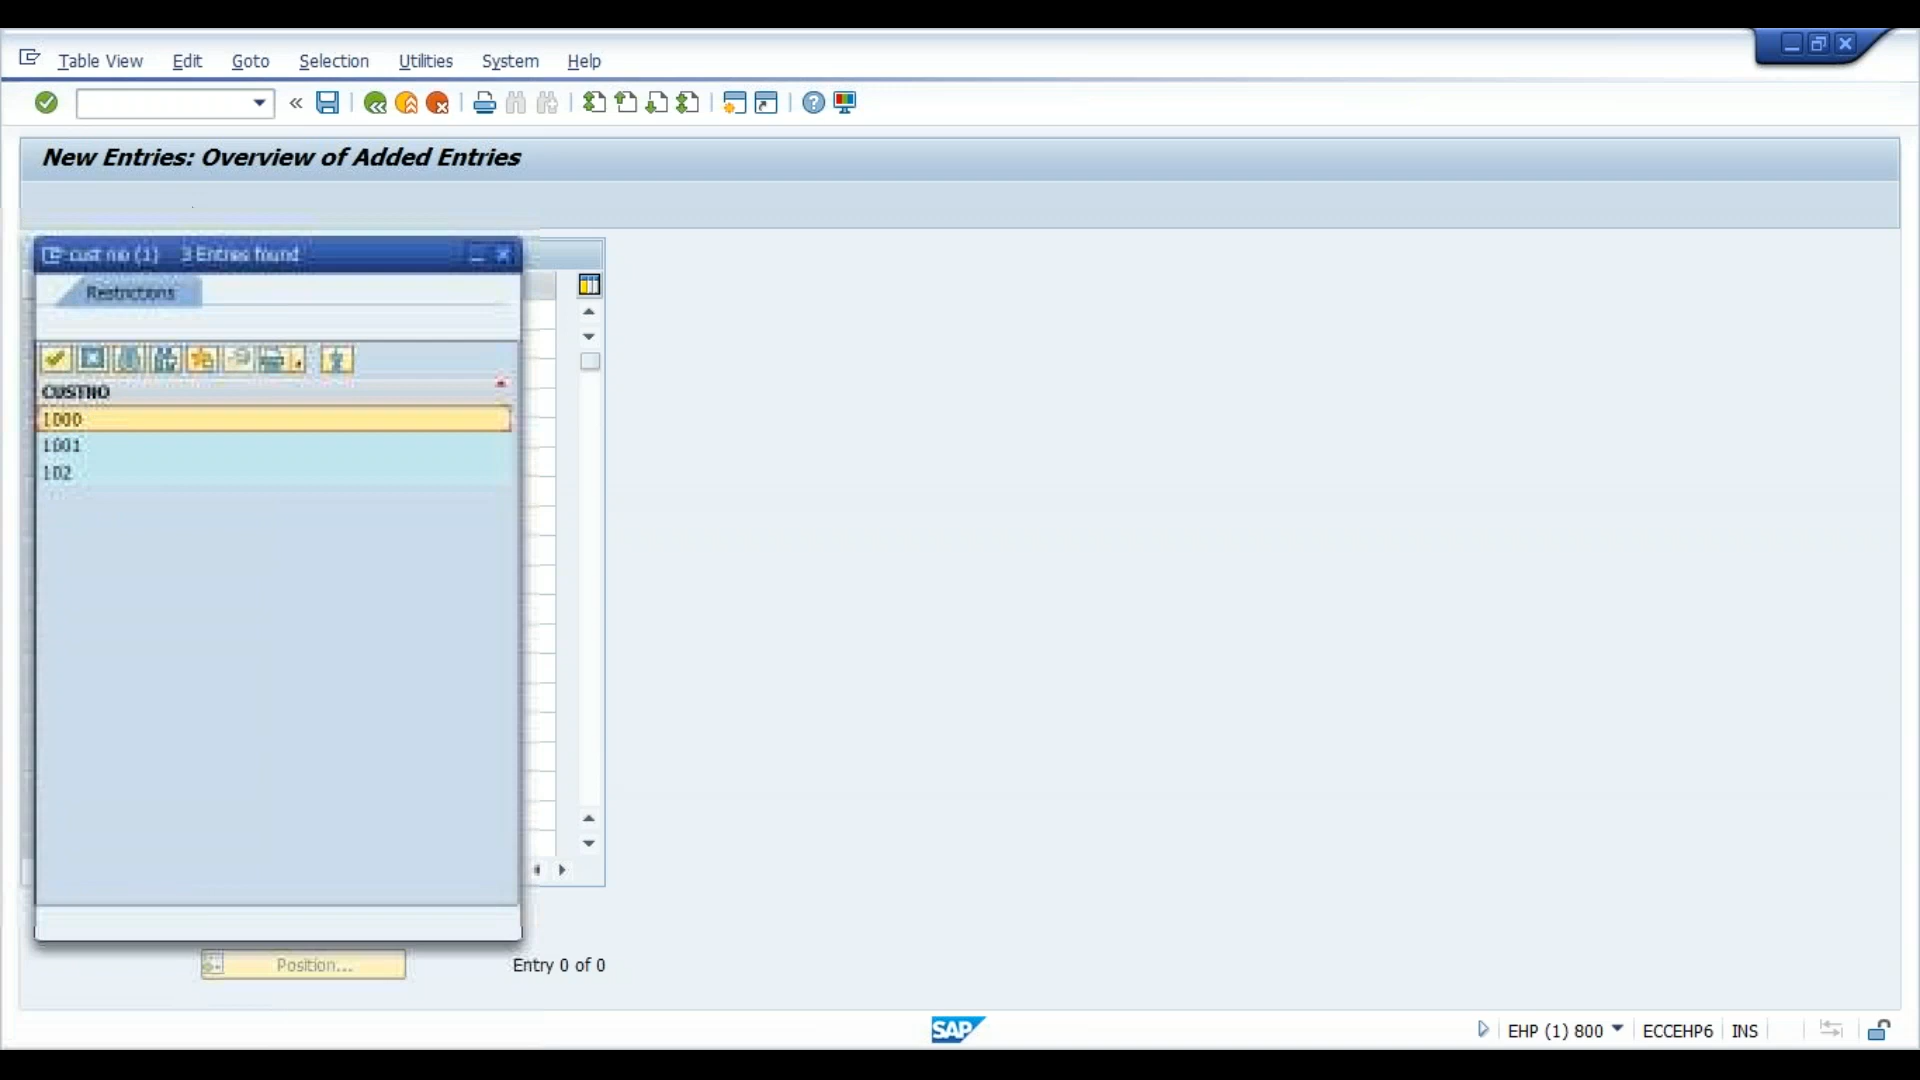 Table View Edit Goto Selection Utilities System Help
New Entries: Overview of Added Entries
cust no (1) 3 Entries found
Restrictions
CUSTNO
1000
1001
102
Position...
Entry 0 of 0
SAP
EHP (1) 800
ECCEHP6
INS